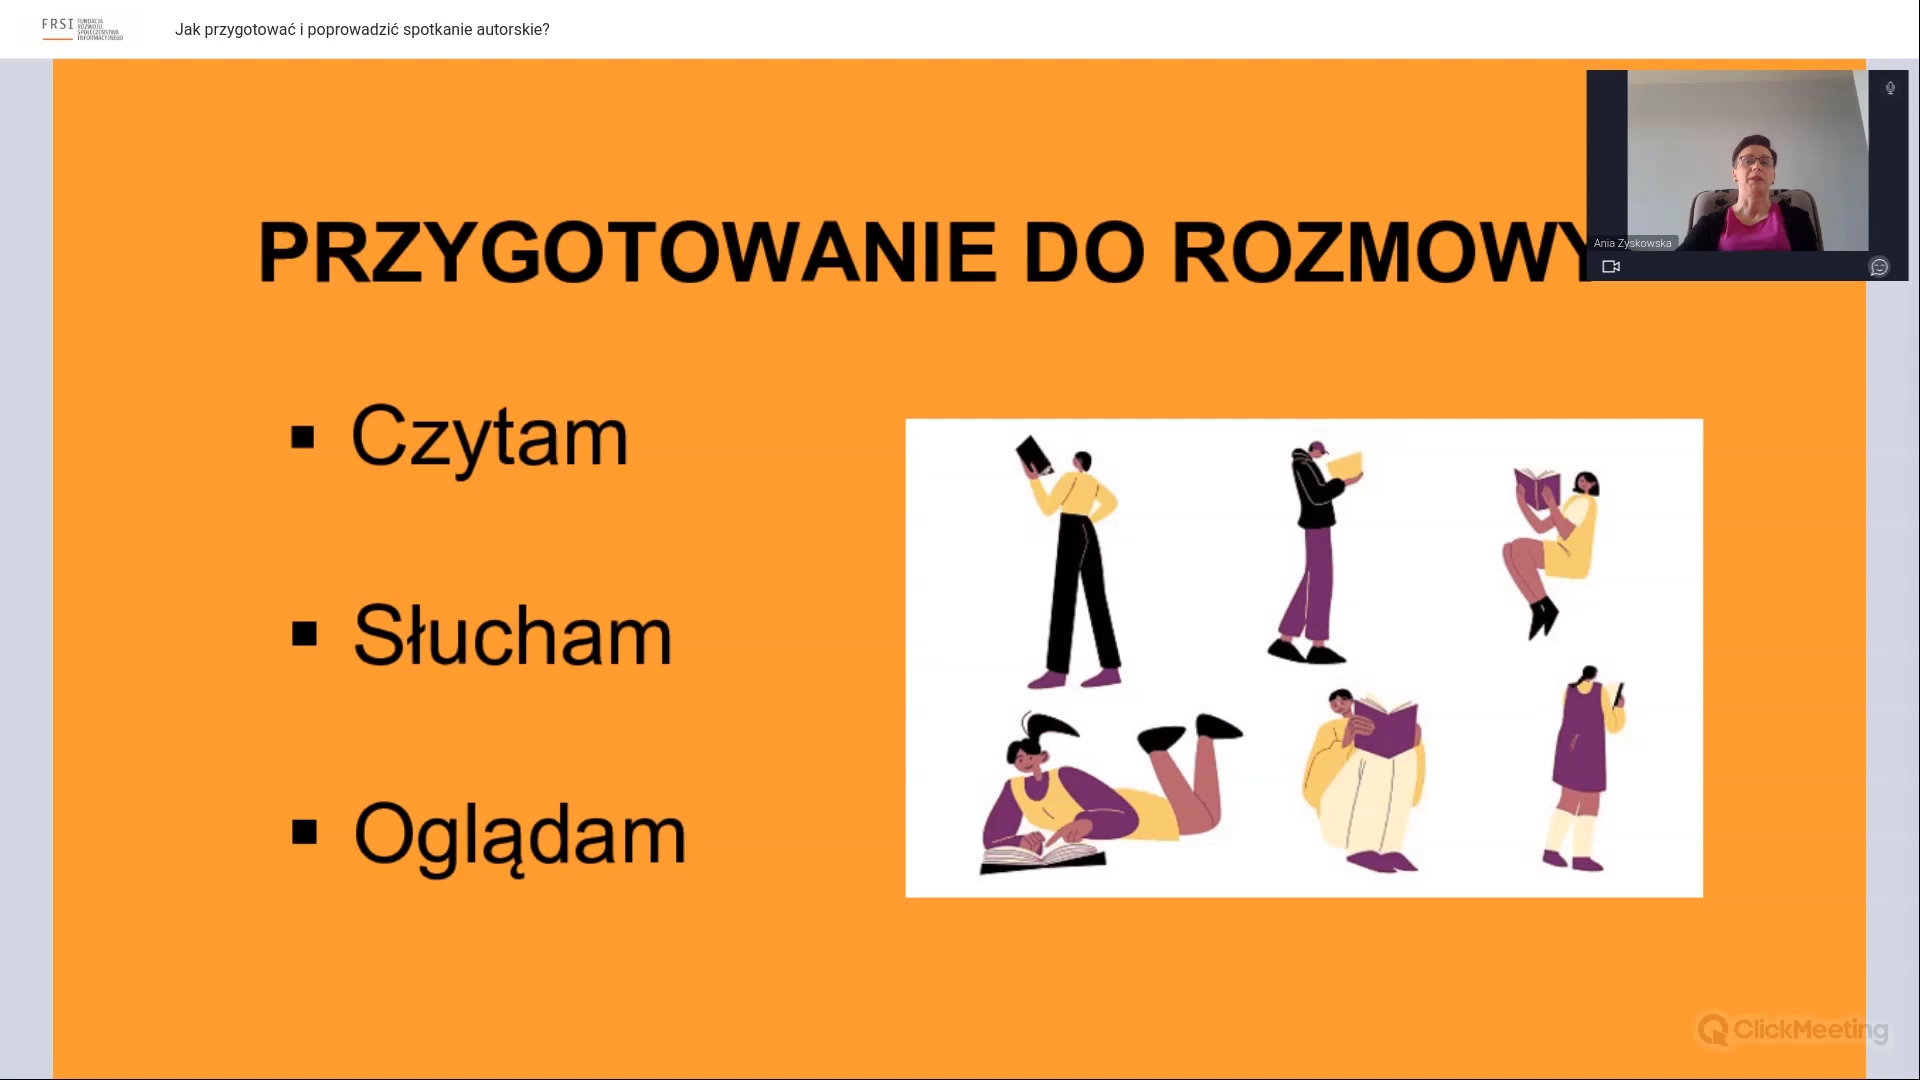 FRSI
FUNDACJA
ROZWOJU
SPOŁECZEŃSTWA
INFORMACYJNEGO
Jak przygotować i poprowadzić spotkanie autorskie?
PRZYGOTOWANIE DO ROZMOWY
Ania Zyskowska
▪ Czytam
▪ Słucham
▪ Oglądam
ClickMeeting